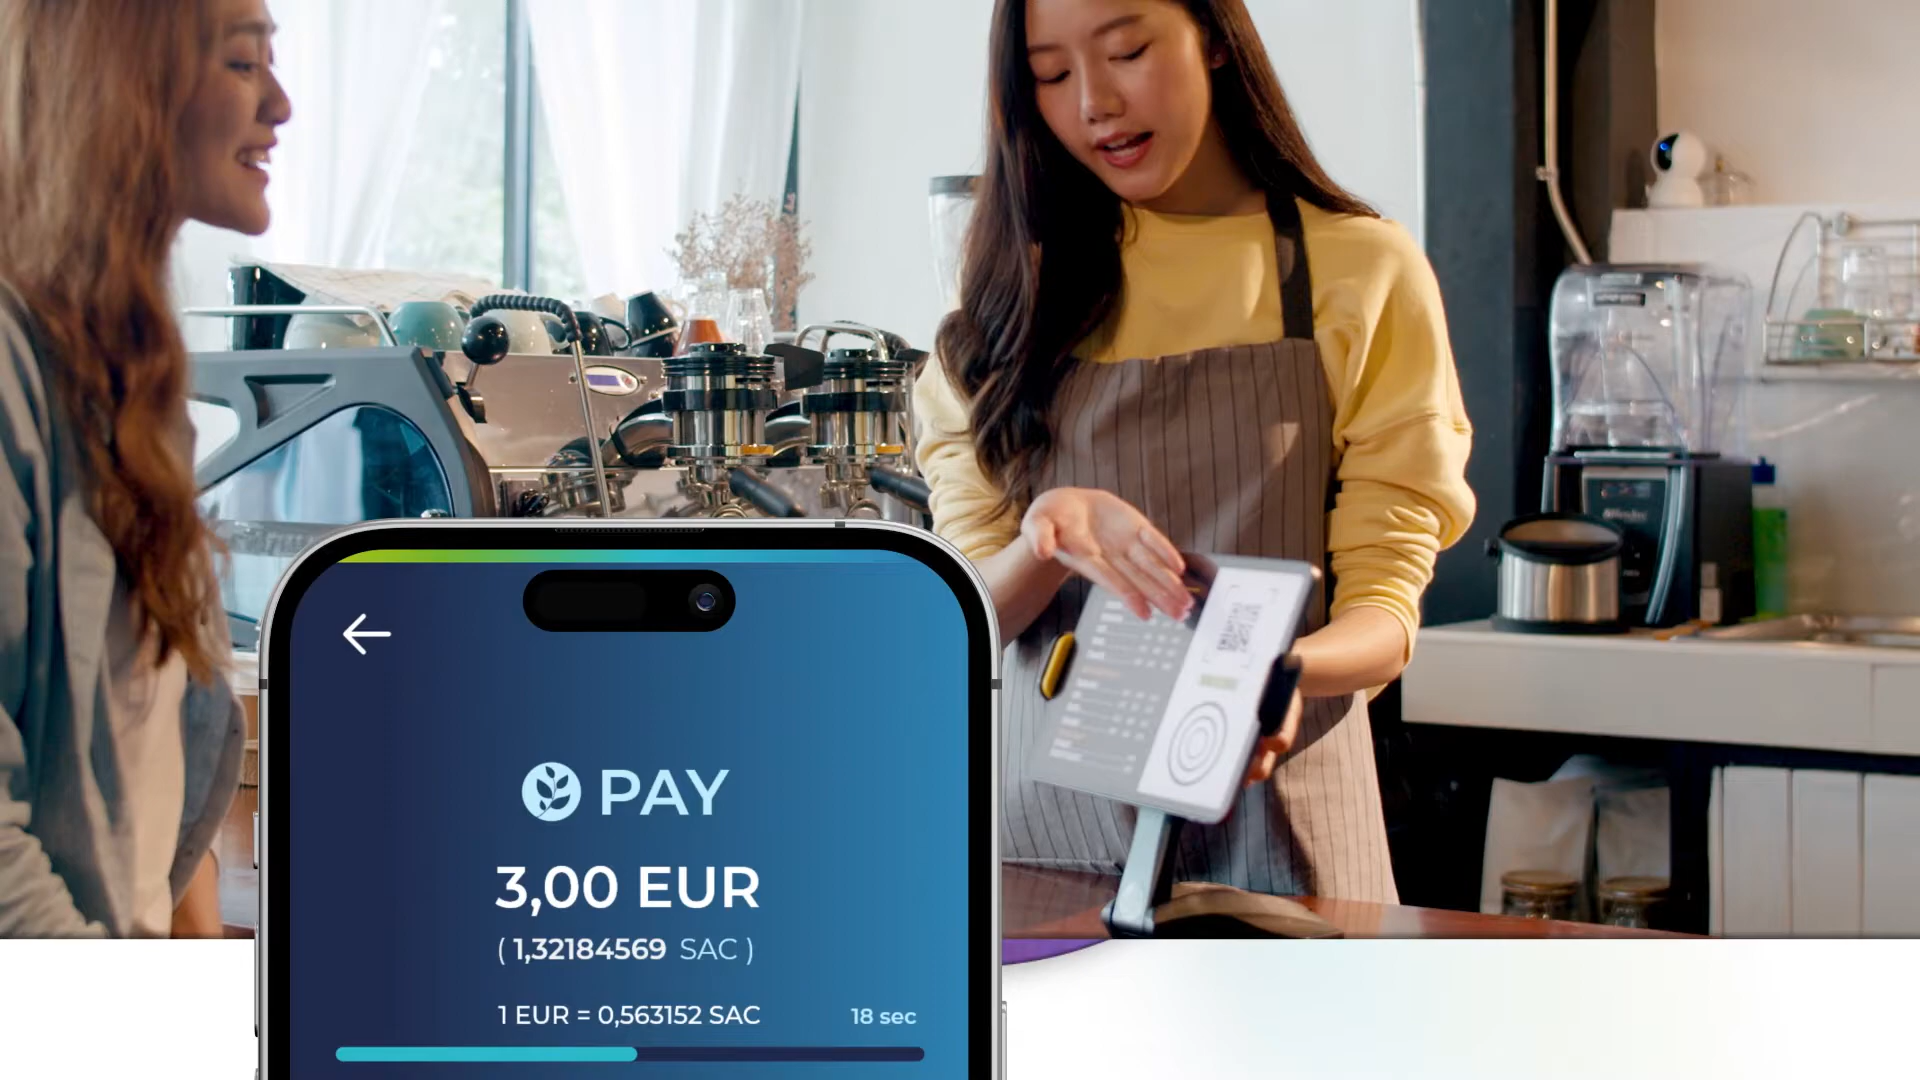 PAY
3,00 EUR
( 1,32184569 SAC )
1 EUR = 0,563152 SAC
18 sec